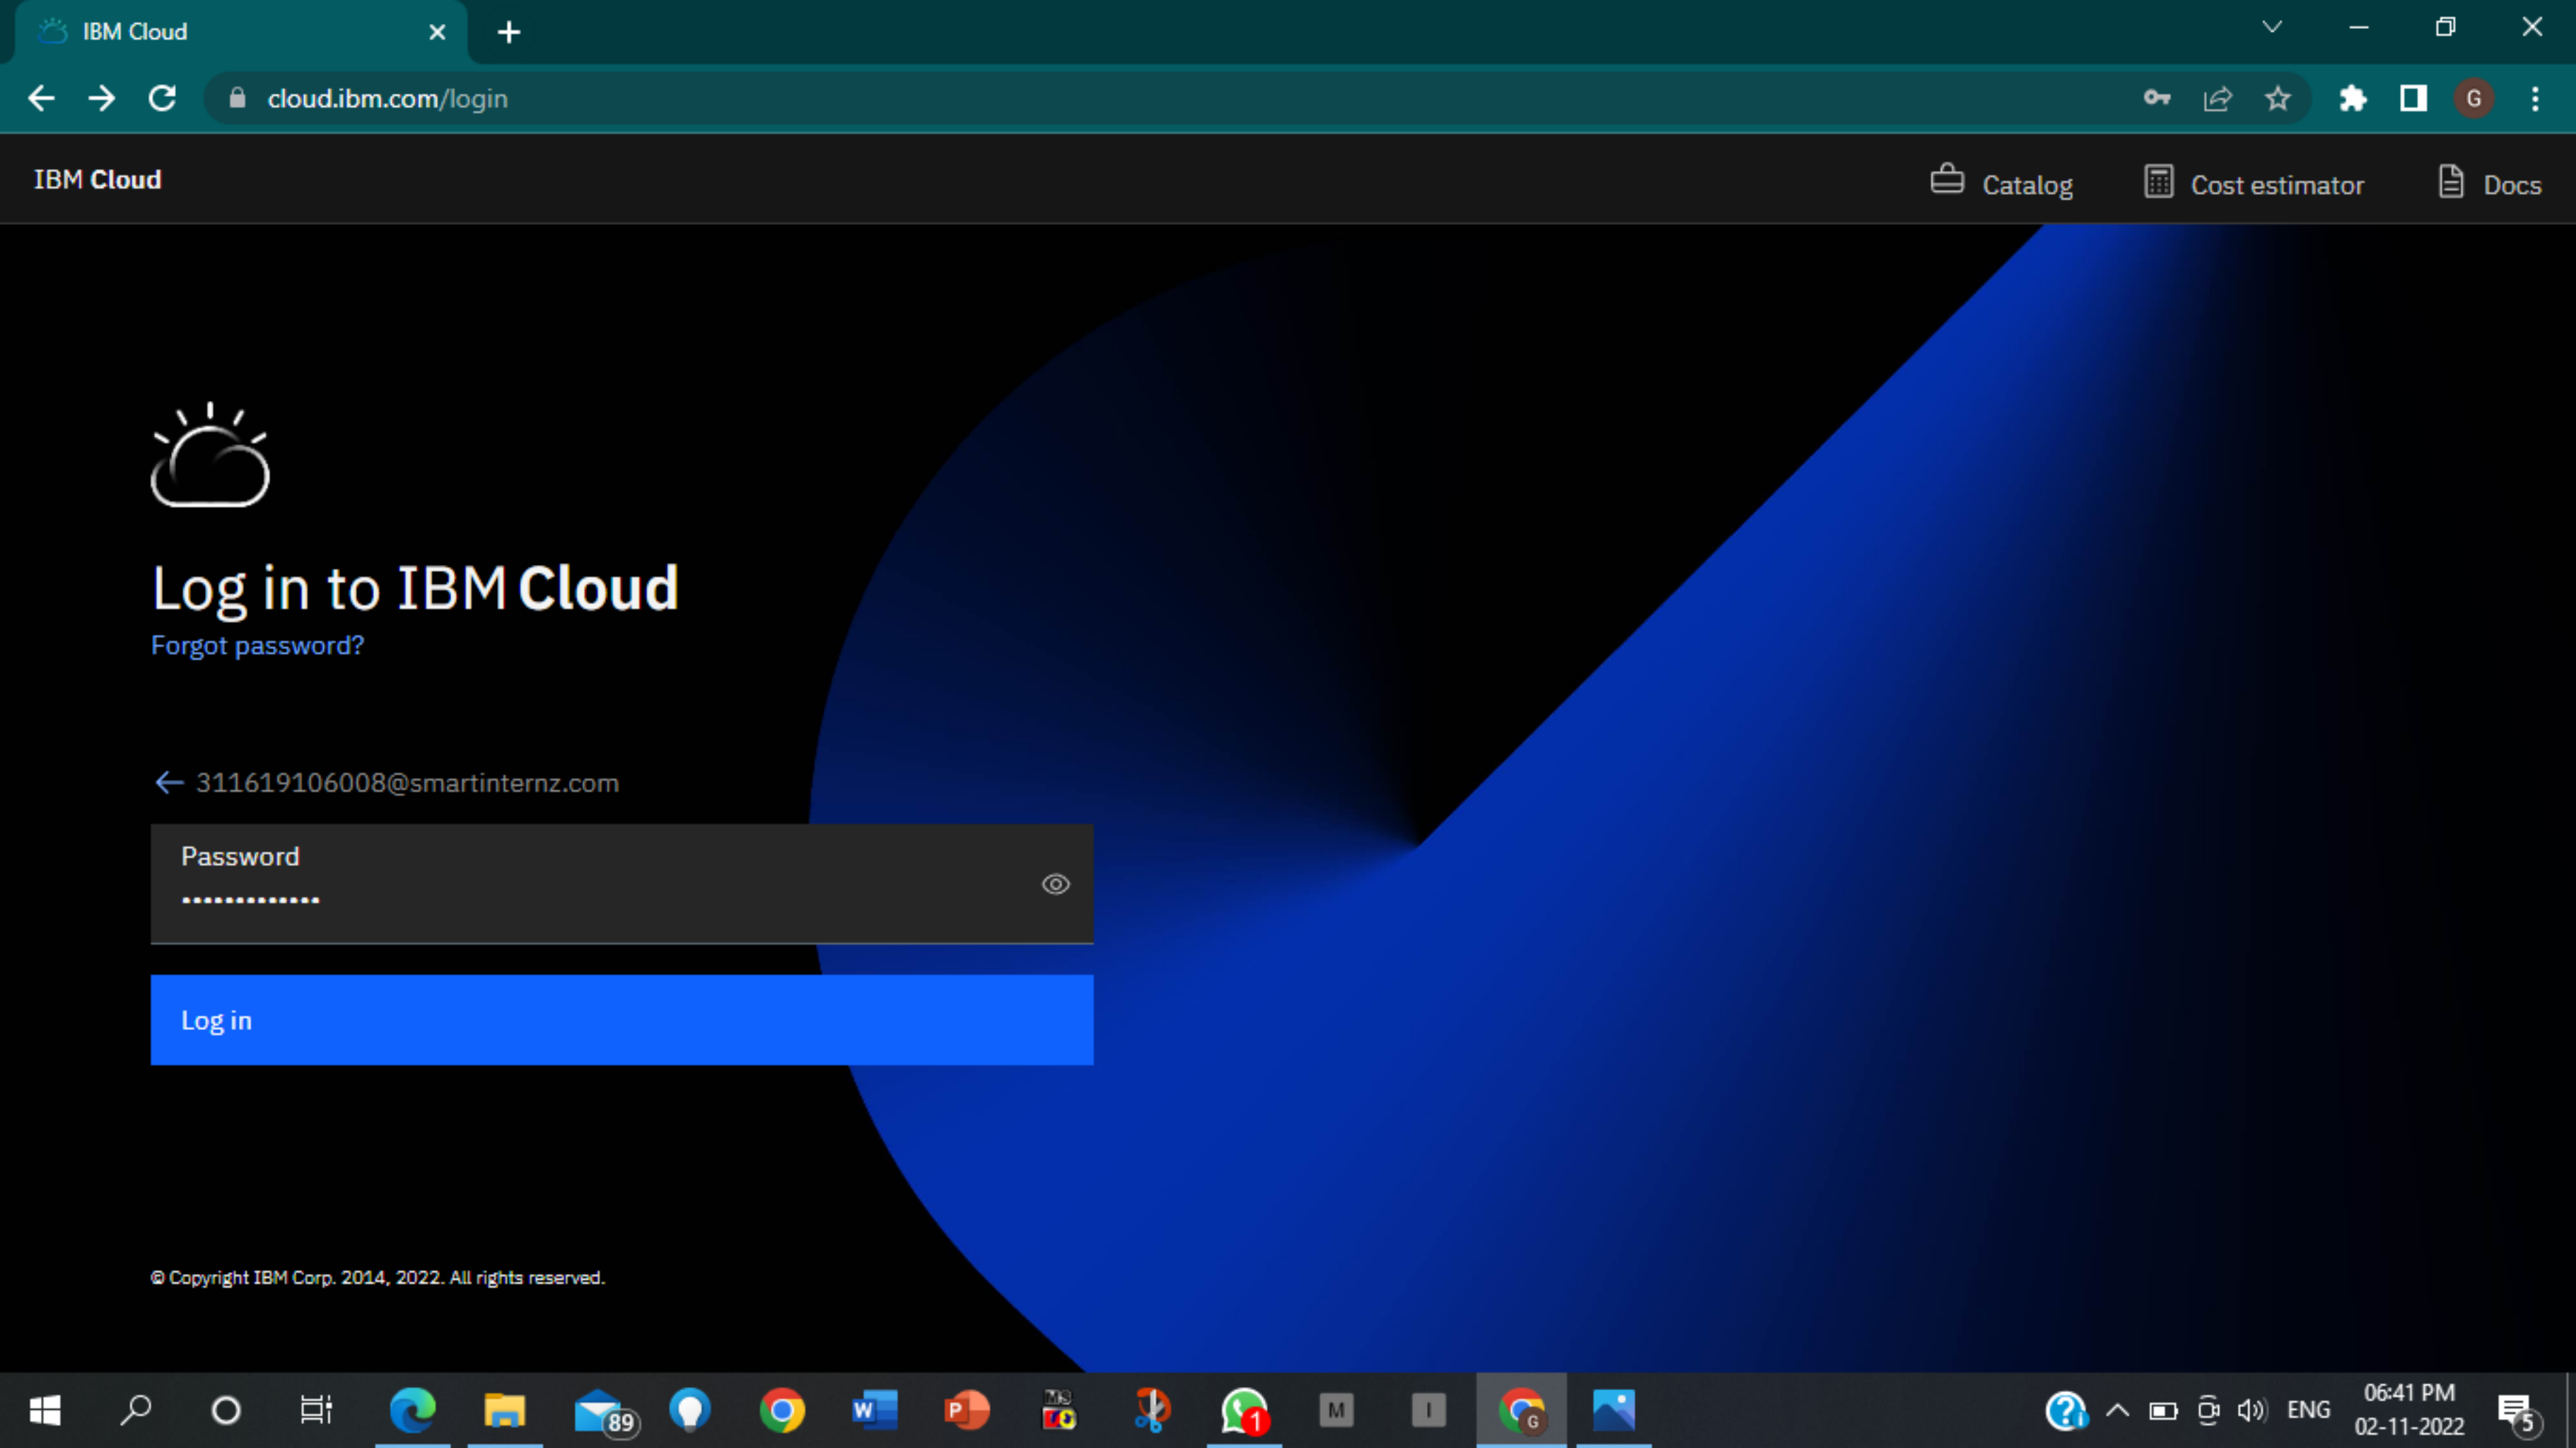 IBM Cloud
cloud.ibm.com/login
G
IBM Cloud
Catalog
Cost estimator
Docs
Log in to IBM Cloud
Forgot password?
311619106008@smartinternz.com
Password
Log in
© Copyright IBM Corp. 2014, 2022. All rights reserved.
89
W
P
1
M
I
G
ENG
06:41 PM
02-11-2022
5